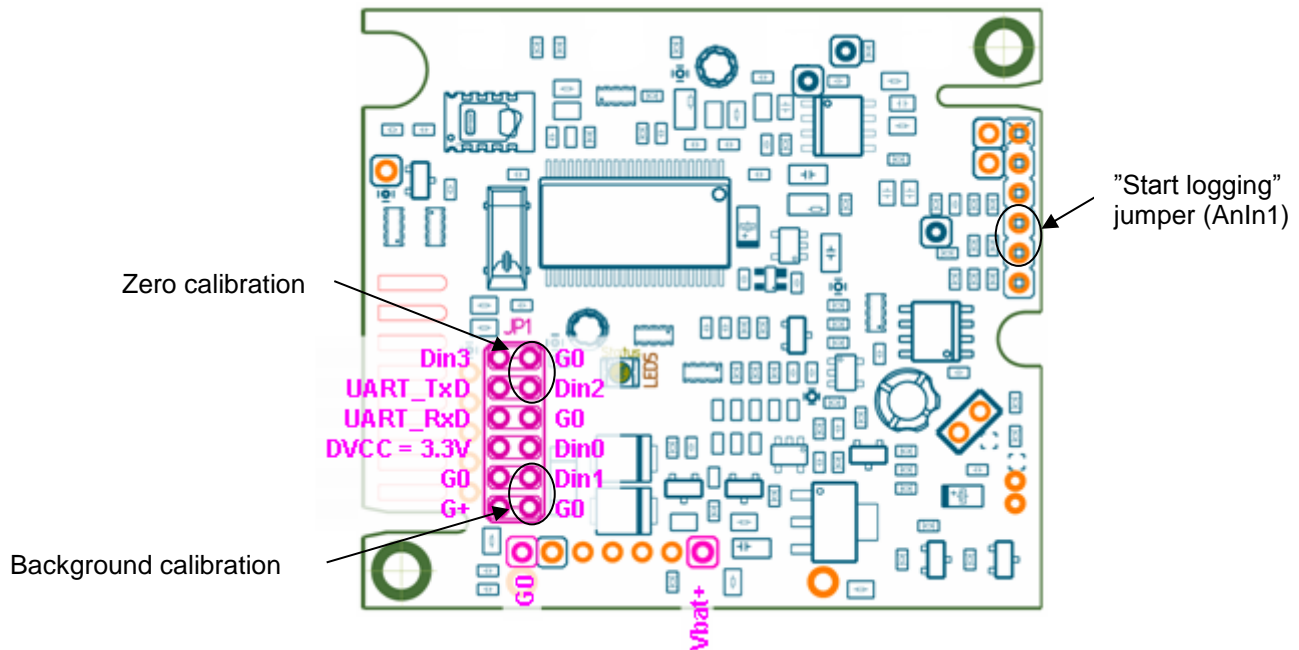 ”Start logging”
jumper (AnIn1)
Zero calibration
JP1
Din3 G0
Status
LED5
UART_TxD Din2
UART_RxD G0
DVCC = 3.3V Din0
G0 Din1
G+ G0
Background calibration
G0
Vbat+